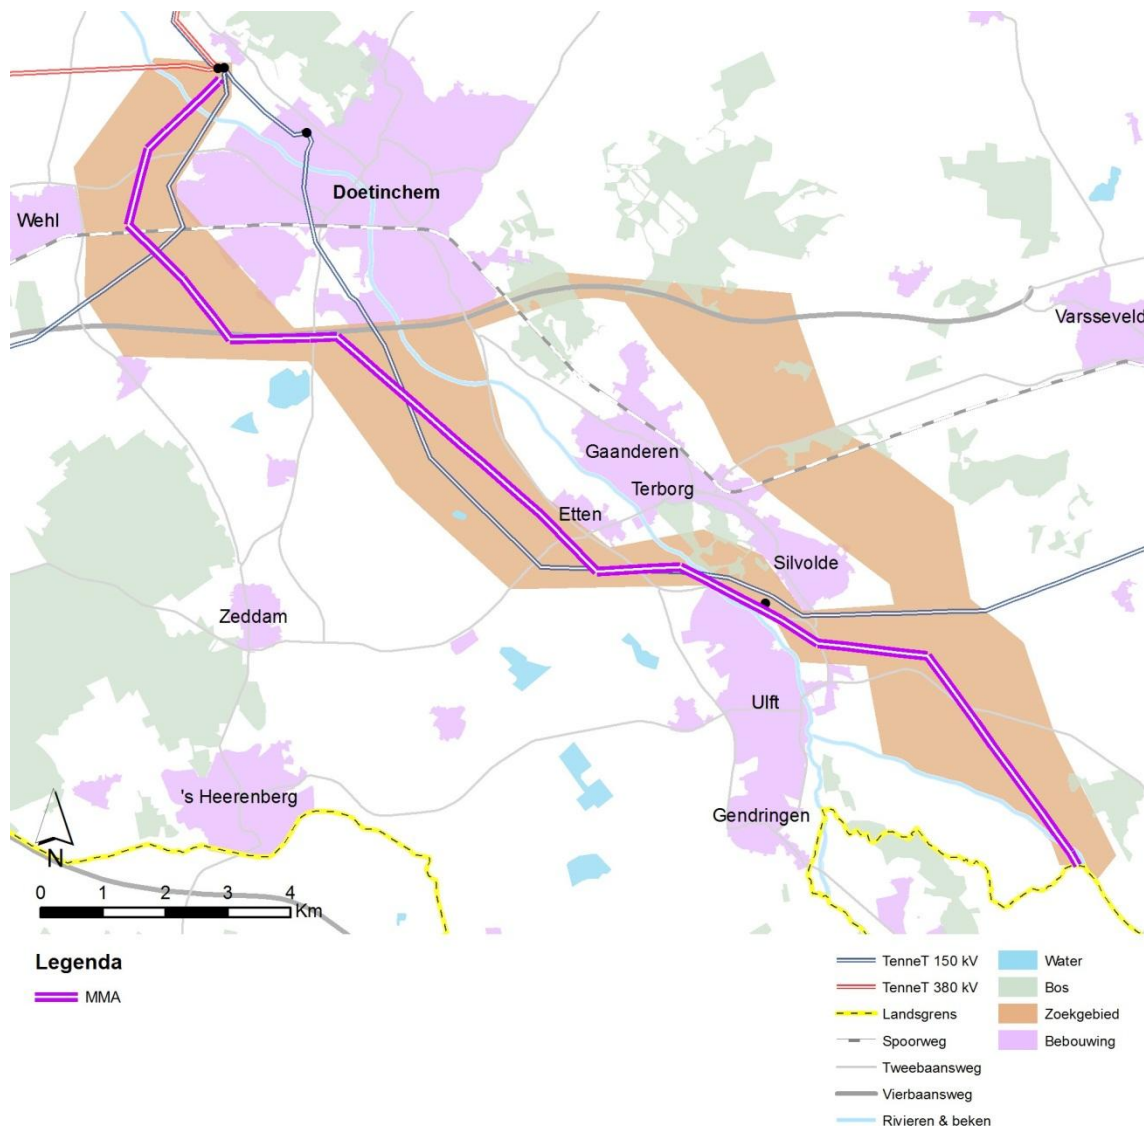 Doetinchem
Wehl
Varsseveld
Gaanderen
Terborg
Etten
Silvolde
Zeddam
Ulft
's Heerenberg
Gendringen
N
0 1 2 3 4
Km
Legenda
MMA
TenneT 150 kV
TenneT 380 kV
Landsgrens
Spoorweg
Tweebaansweg
Vierbaansweg
Rivieren & beken
Water
Bos
Zoekgebied
Bebouwing